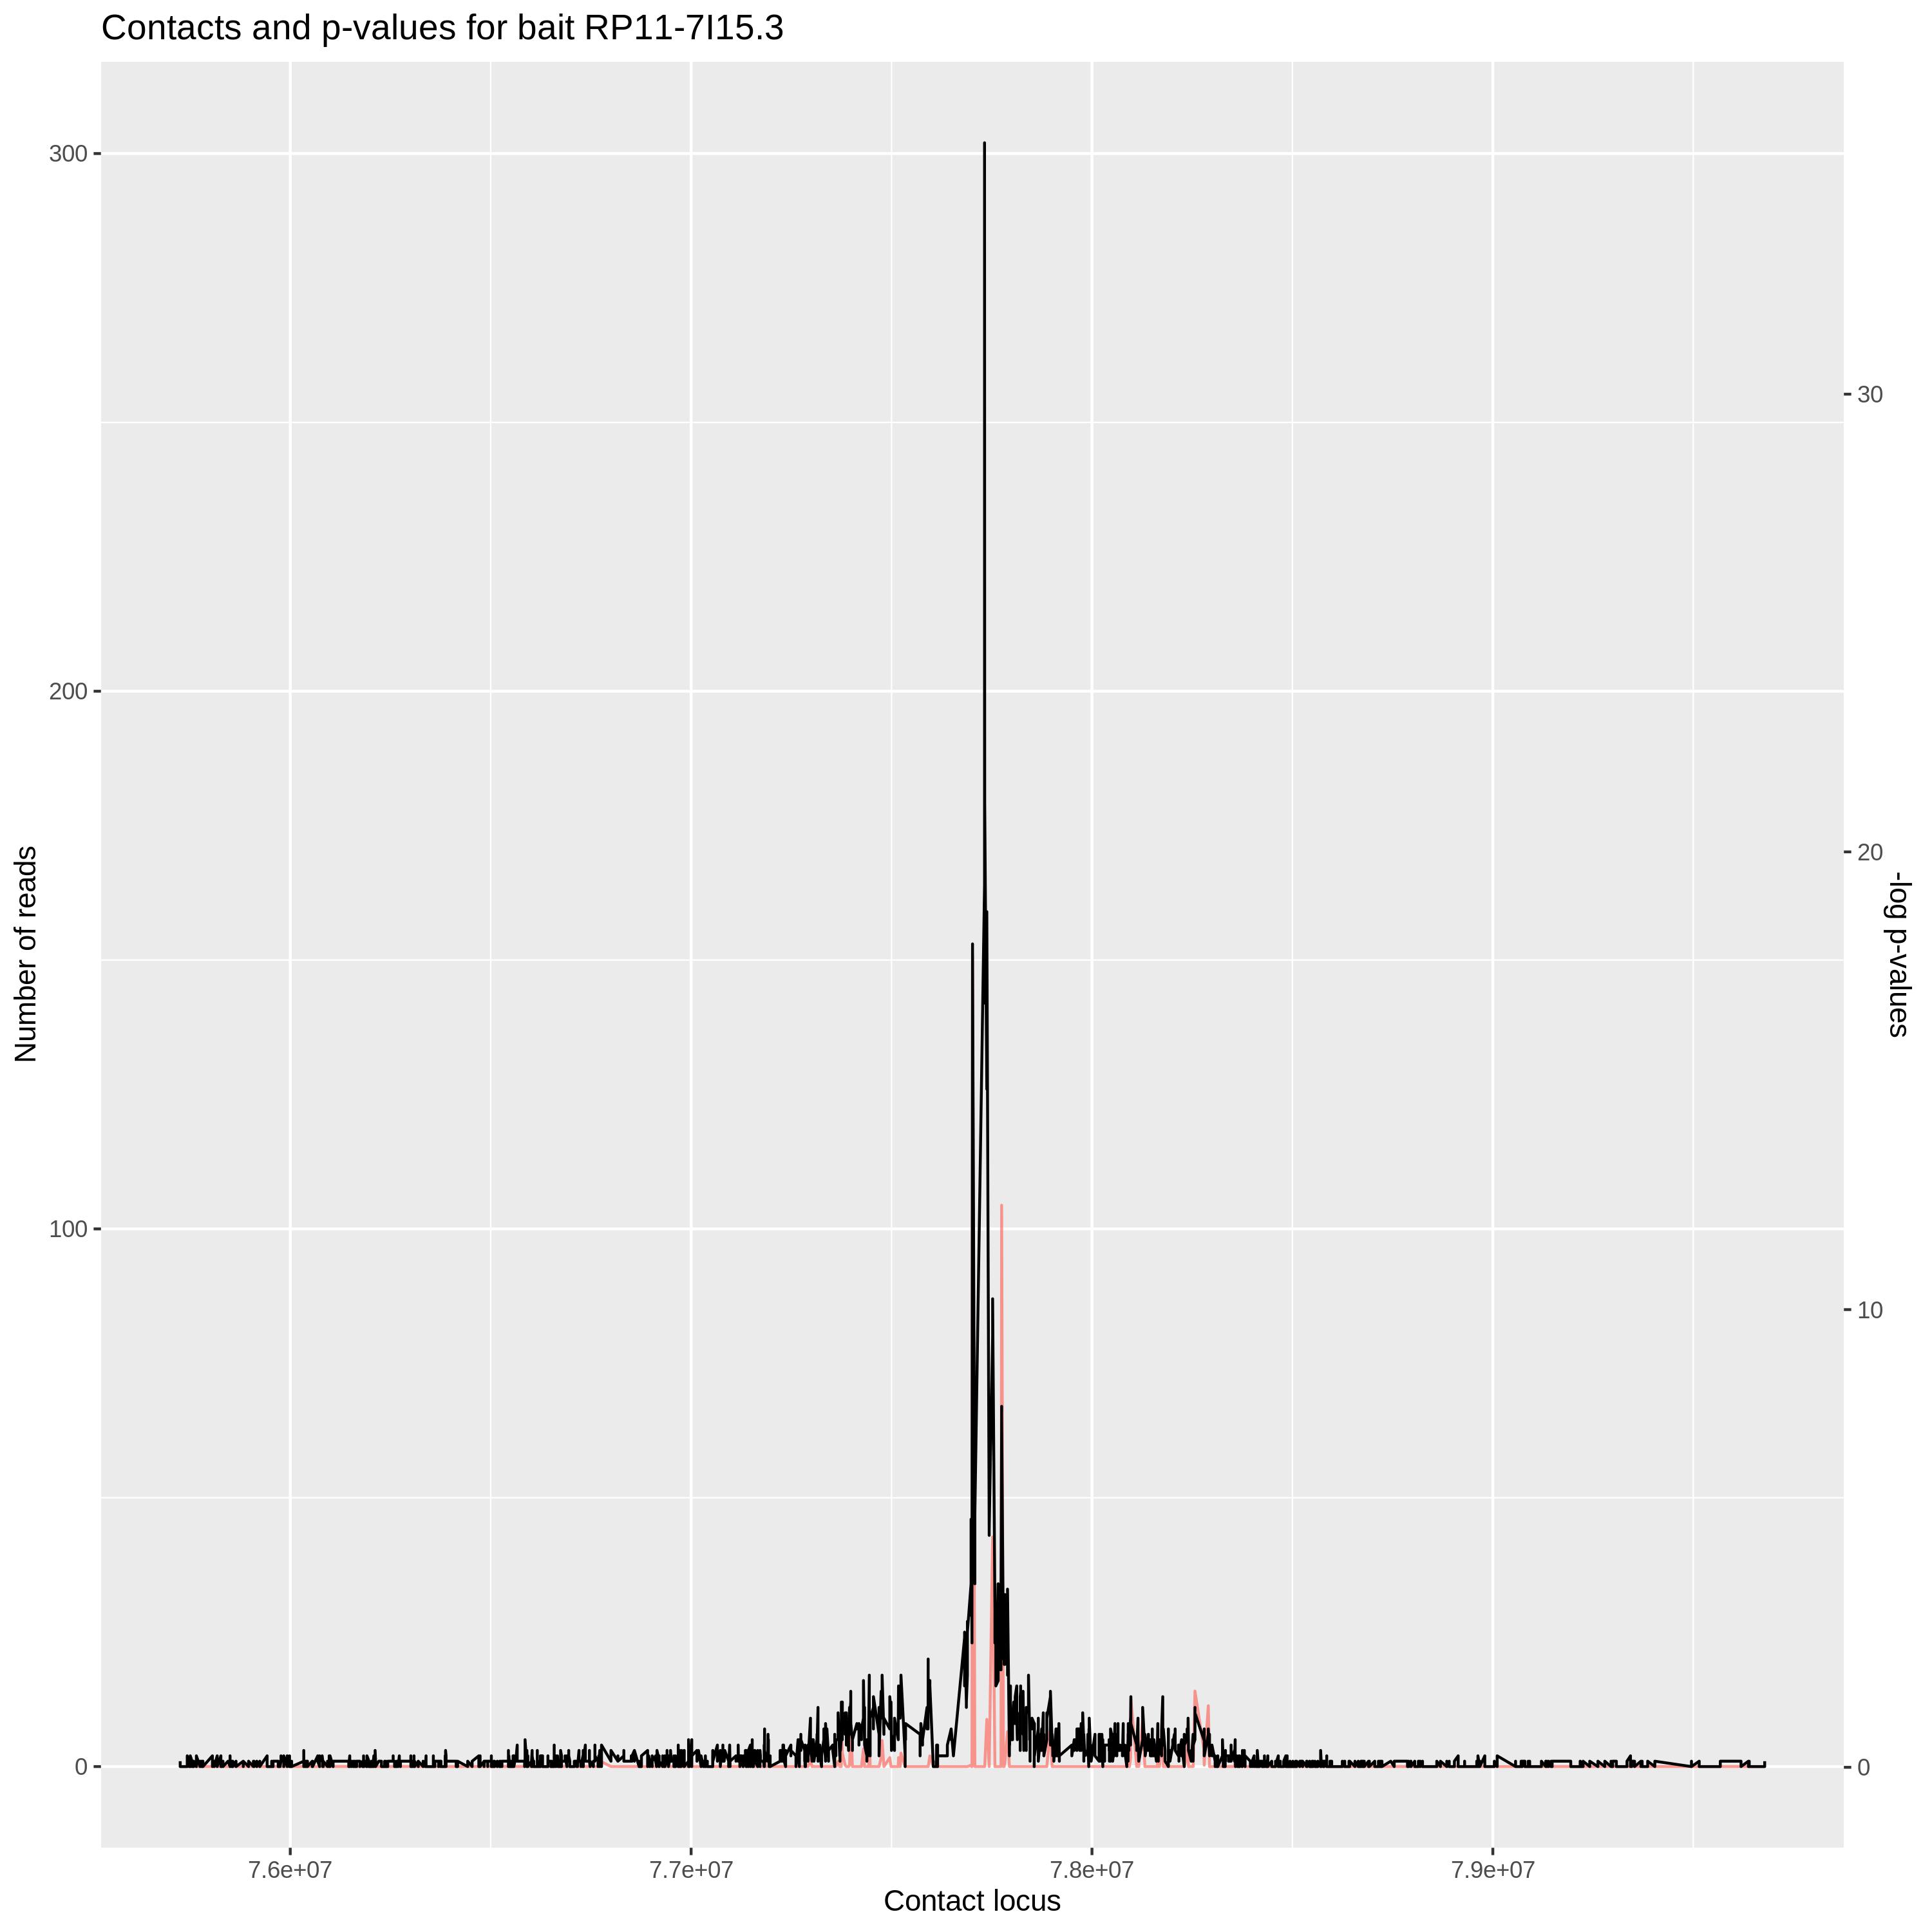 Contacts and p-values for bait RP11-7I15.3
300
200
100
0
30
20
10
0
Number of reads
-log p-values
7.6e+07 7.7e+07 7.8e+07 7.9e+07
Contact locus